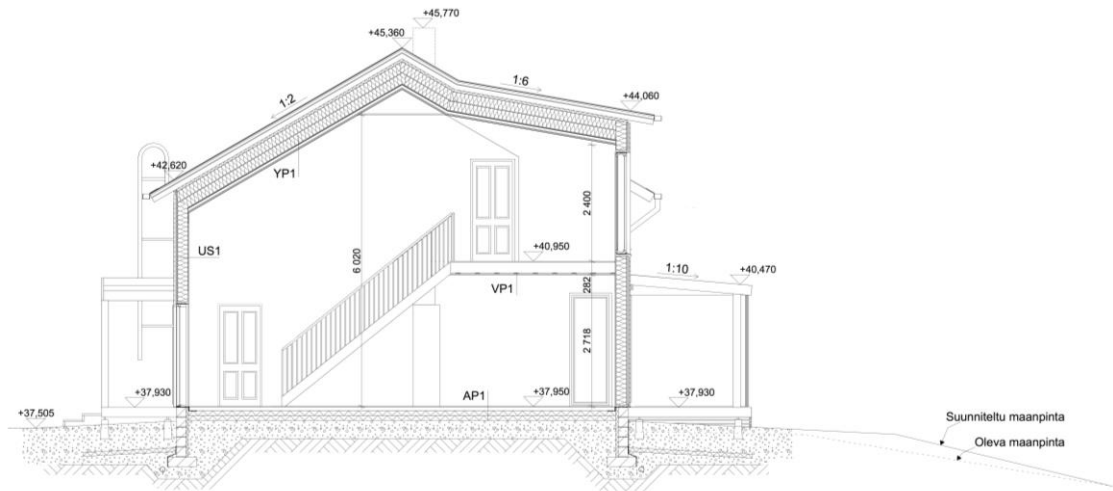 +45,770
+45,360
1:2
1:6
+44,060
+42,620
YP1
2 400
US1
6 020
+40,950
1:10
+40,470
VP1
282
2 718
+37,930
AP1
+37,950
+37,930
+37,505
Suunniteltu maanpinta
Oleva maanpinta